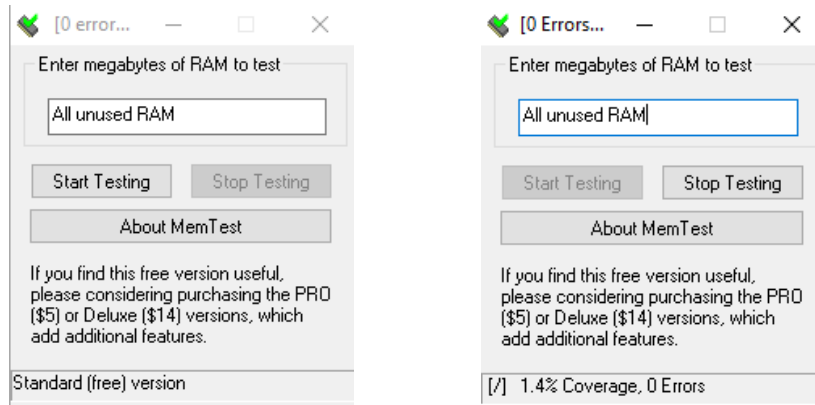 [0 error...
Enter megabytes of RAM to test
All unused RAM
Start Testing
Stop Testing
About MemTest
If you find this free version useful,
please considering purchasing the PRO
($5) or Deluxe ($14) versions, which
add additional features.
Standard (free) version
[0 Errors...
Enter megabytes of RAM to test
All unused RAM
Start Testing
Stop Testing
About MemTest
If you find this free version useful,
please considering purchasing the PRO
($5) or Deluxe ($14) versions, which
add additional features.
[/] 1.4% Coverage, 0 Errors